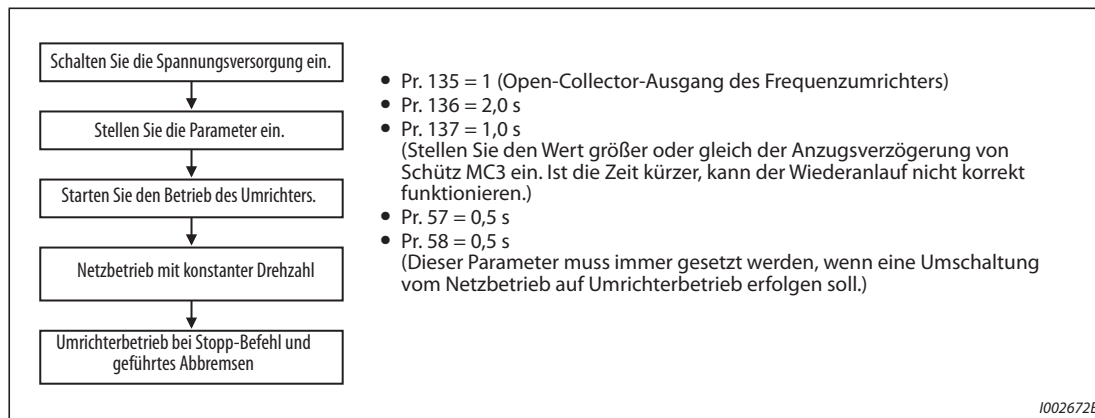 Schalten Sie die Spannungsversorgung ein.
Stellen Sie die Parameter ein.
Starten Sie den Betrieb des Umrichters.
Netzbetrieb mit konstanter Drehzahl
Umrichterbetrieb bei Stopp-Befehl und
geführtes Abbremsen
● Pr. 135 = 1 (Open-Collector-Ausgang des Frequenzumrichters)
● Pr. 136 = 2,0 s
● Pr. 137 = 1,0 s
(Stellen Sie den Wert größer oder gleich der Anzugsverzögerung von
Schütz MC3 ein. Ist die Zeit kürzer, kann der Wiederanlauf nicht korrekt
funktionieren.)
● Pr. 57 = 0,5 s
● Pr. 58 = 0,5 s
(Dieser Parameter muss immer gesetzt werden, wenn eine Umschaltung
vom Netzbetrieb auf Umrichterbetrieb erfolgen soll.)
I002672E